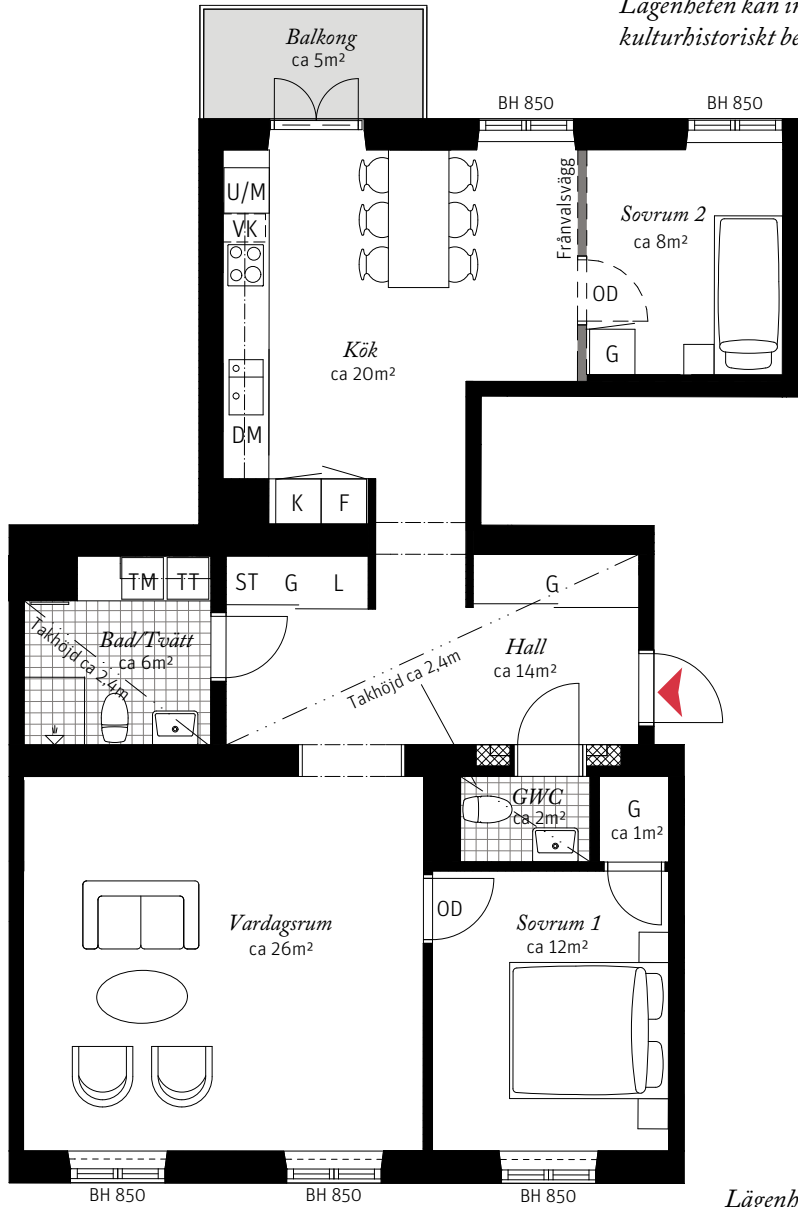 Lägenheten kan in
kulturhistoriskt be
Balkong
ca 5m²
BH 850
BH 850
U/M
VK
Frånvalsvägg
Sovrum 2
ca 8m²
OD
G
Kök
ca 20m²
DM
K
F
TM
TT
ST
G
L
G
Bad/Tvätt
ca 6m²
Takhöjd ca 2,4m
Hall
ca 14m²
Takhöjd ca 2,4m
GWC
ca 2m²
G
ca 1m²
OD
Vardagsrum
ca 26m²
Sovrum 1
ca 12m²
BH 850
BH 850
BH 850
Lägenh